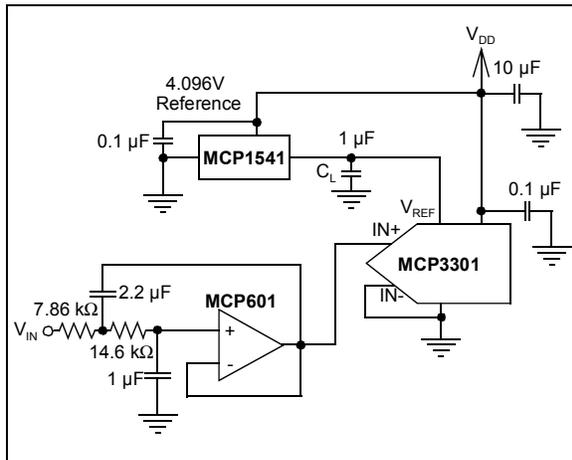 V_DD
10 µF
4.096V
Reference
0.1 µF
MCP1541
1 µF
C_L
0.1 µF
V_REF
IN+
MCP3301
IN-
2.2 µF
MCP601
7.86 kΩ
V_IN
+
-
14.6 kΩ
1 µF